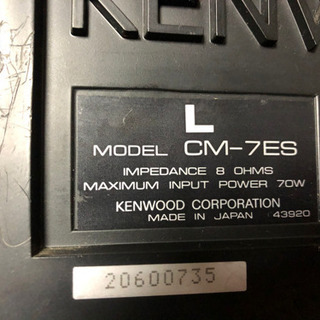 L
MODEL CM-7ES
IMPEDANCE 8 OHMS
MAXIMUM INPUT POWER 70W
KENWOOD CORPORATION
MADE IN JAPAN 43920
20600735